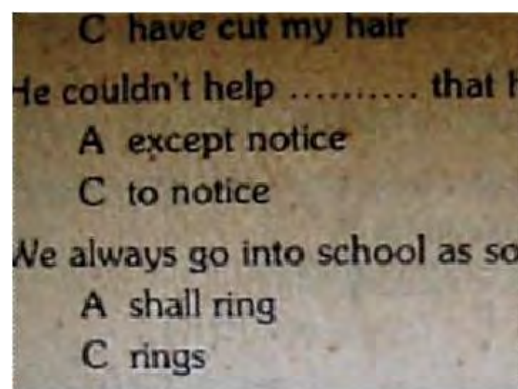 C have cut my hair
He couldn't help .......... that h
A except notice
C to notice
We always go into school as so
A shall ring
C rings